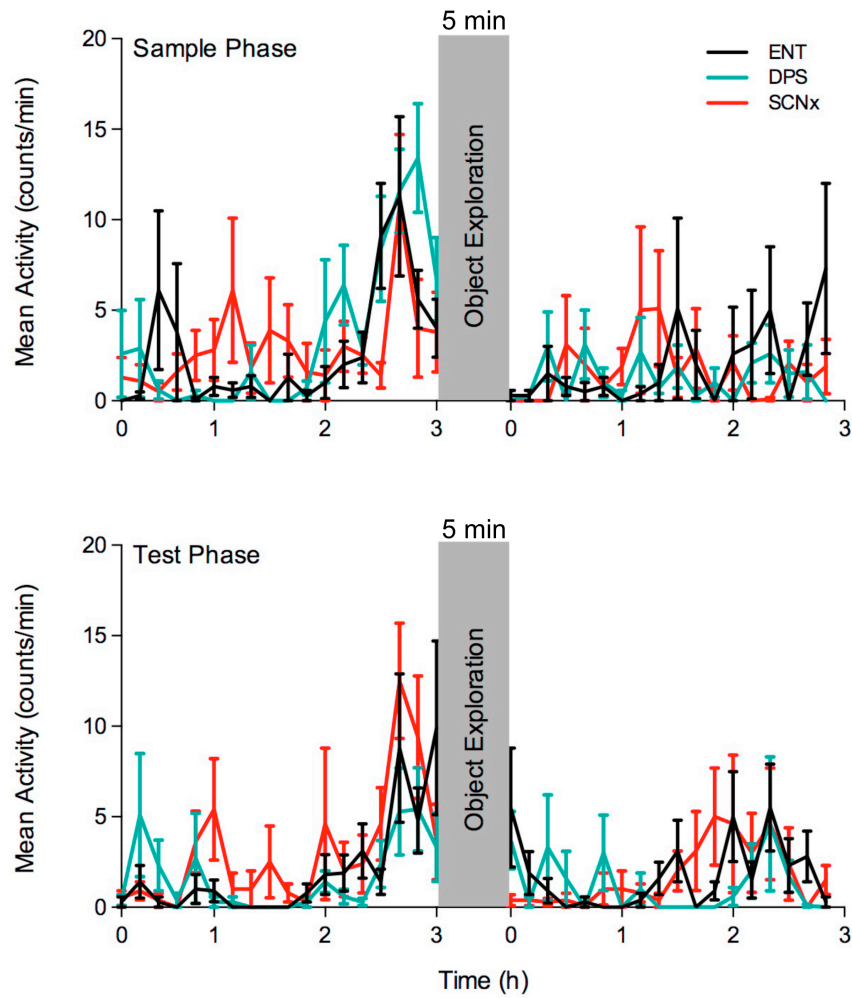 5 min
20
Sample Phase
ENT
DPS
SCNx
15
10
5
0
Mean Activity (counts/min)
Object Exploration
0 1 2 3 0 1 2 3
5 min
20
Test Phase
15
10
5
0
Mean Activity (counts/min)
Object Exploration
0 1 2 3 0 1 2 3
Time (h)